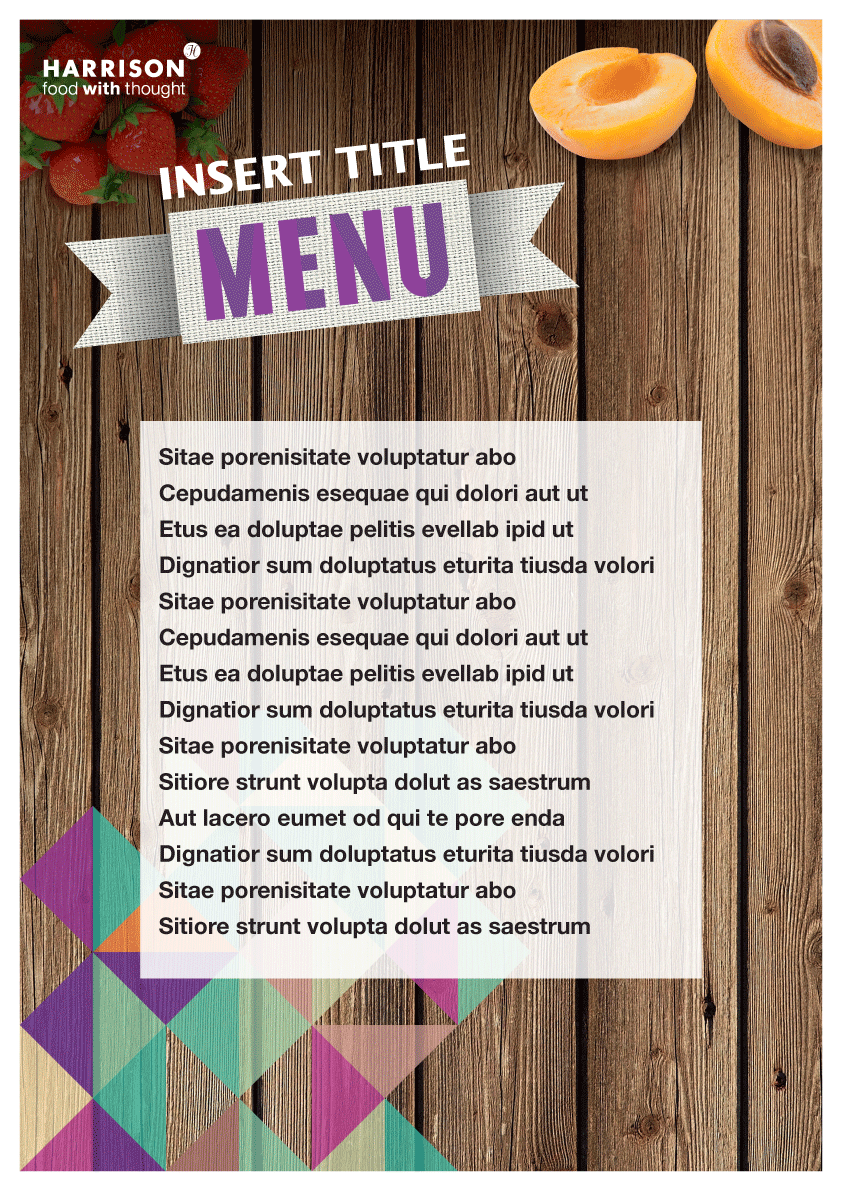 H
HARRISON
food with thought
INSERT TITLE
MENU
Sitae porenisitate voluptatur abo
Cepudamenis esequae qui dolori aut ut
Etus ea doluptae pelitis evellab ipid ut
Dignatior sum doluptatus eturita tiusda volori
Sitae porenisitate voluptatur abo
Cepudamenis esequae qui dolori aut ut
Etus ea doluptae pelitis evellab ipid ut
Dignatior sum doluptatus eturita tiusda volori
Sitae porenisitate voluptatur abo
Sitiore strunt volupta dolut as saestrum
Aut lacero eumet od qui te pore enda
Dignatior sum doluptatus eturita tiusda volori
Sitae porenisitate voluptatur abo
Sitiore strunt volupta dolut as saestrum